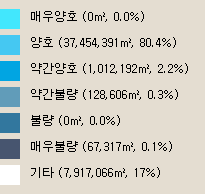 매우양호 (0㎡, 0.0%)
양호 (37,454,391㎡, 80.4%)
약간양호 (1,012,192㎡, 2.2%)
약간불량 (128,606㎡, 0.3%)
불량 (0㎡, 0.0%)
매우불량 (67,317㎡, 0.1%)
기타 (7,917,066㎡, 17%)